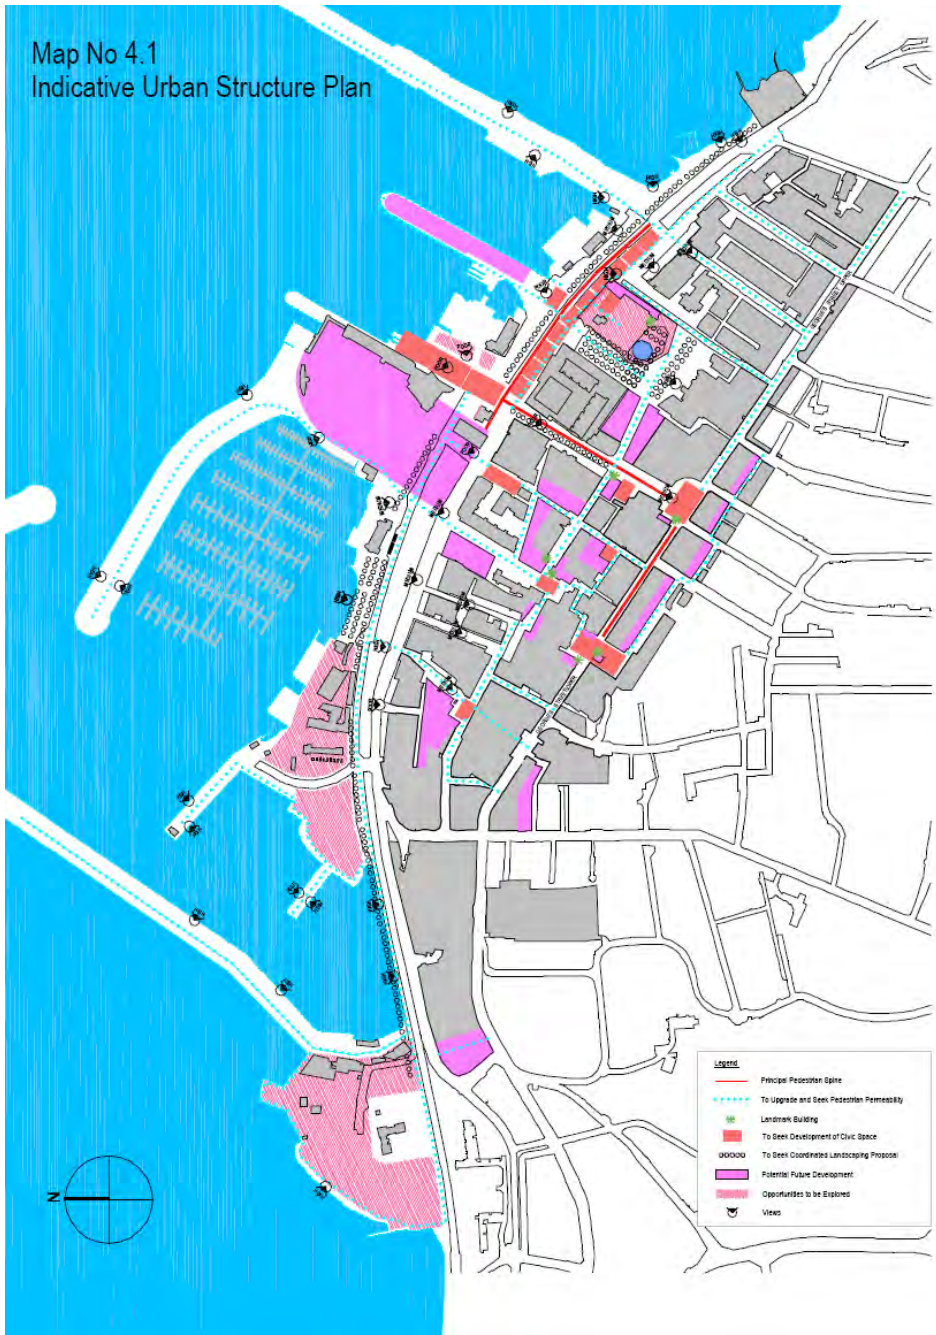 Map No 4.1
Indicative Urban Structure Plan
Legend
Principal Pedestrian Spine
To Upgrade and Seek Pedestrian Permeability
Landmark Building
To Seek Development of Civic Space
To Seek Coordinated Landscaping Proposal
Potential Future Development
Opportunities to be Explored
Views
N